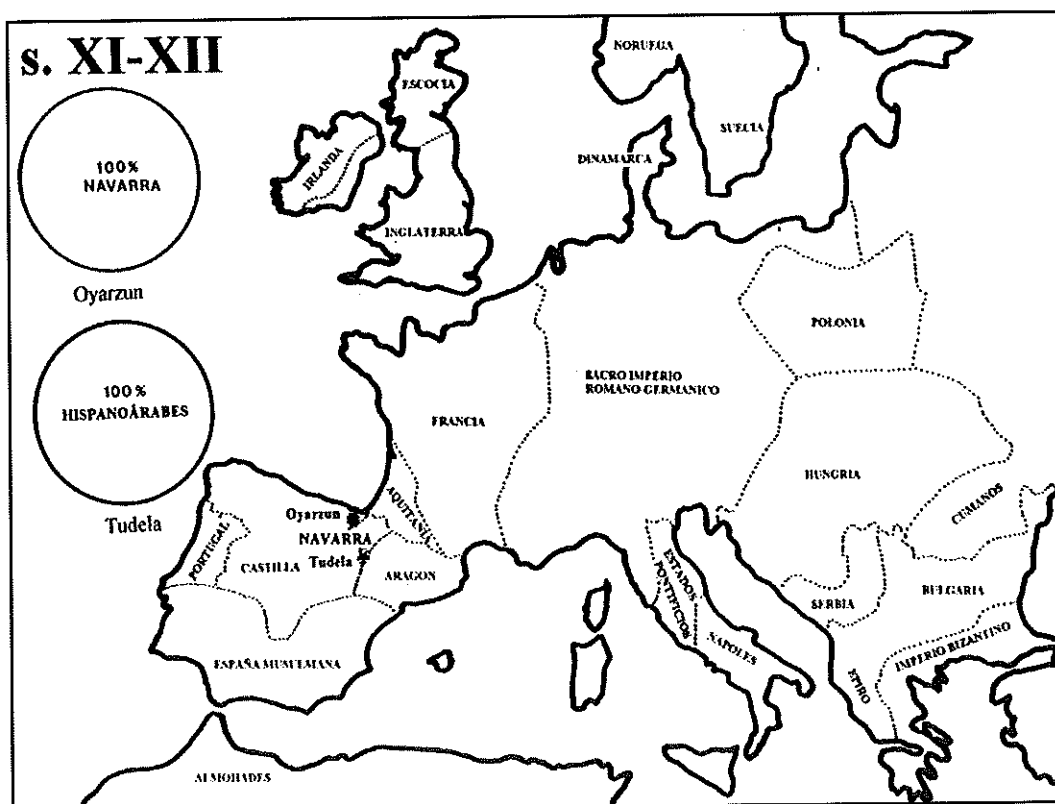 s. XI-XII
100%
NAVARRA
Oyarzun
100%
HISPANOÁRABES
Tudela
NORUEGA
ESCOCIA
SUECIA
DINAMARCA
IRLANDA
INGLATERRA
POLONIA
SACRO IMPERIO
ROMANO-GERMANICO
FRANCIA
HUNGRIA
AQUITANIA
CUMANOS
Oyarzun
NAVARRA
Tudela
PORTUGAL
CASTILLA
ARAGON
ESTADOS
PONTIFICIOS
SERBIA
BULGARIA
NAPOLES
IMPERIO BIZANTINO
EPIRO
ESPAÑA MUSULMANA
ALMOHADES